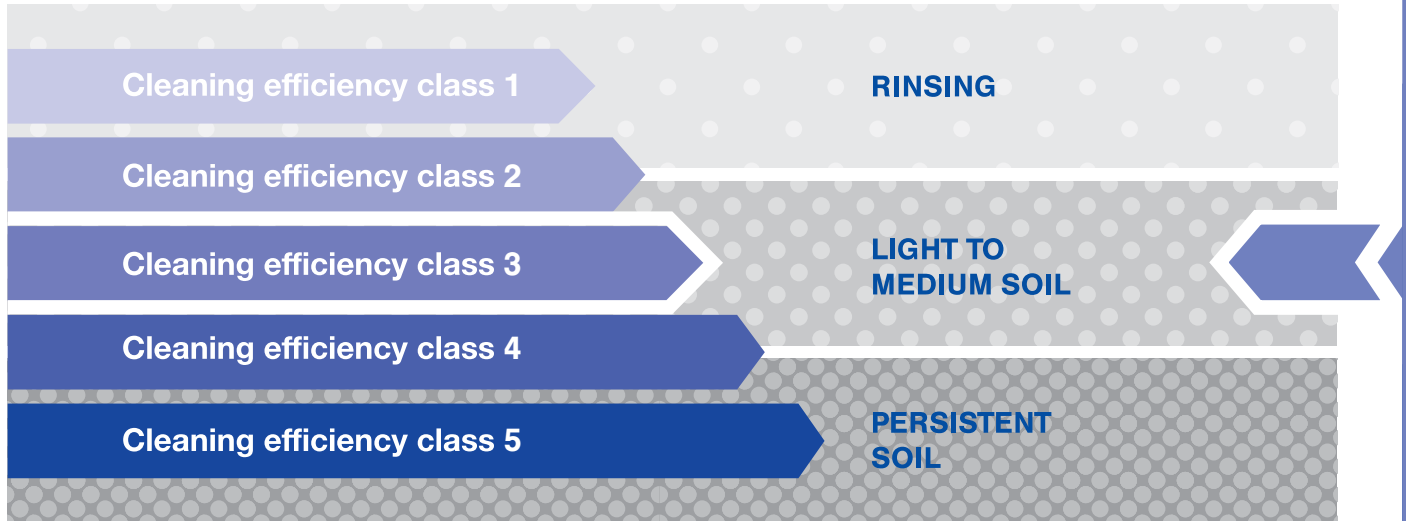 Cleaning efficiency class 1
RINSING
Cleaning efficiency class 2
Cleaning efficiency class 3
LIGHT TO
MEDIUM SOIL
Cleaning efficiency class 4
Cleaning efficiency class 5
PERSISTENT
SOIL